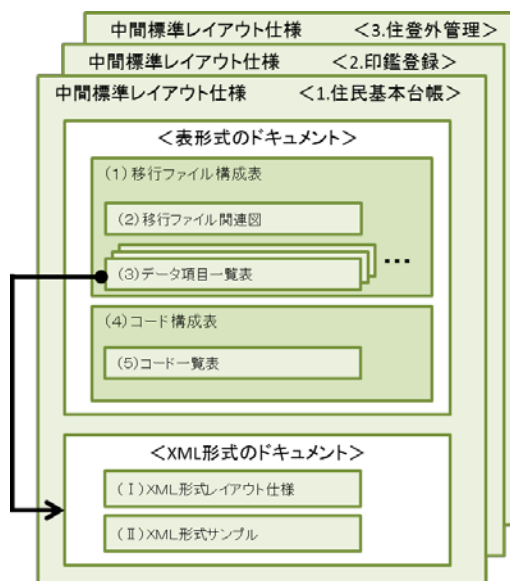 中間標準レイアウト仕様 ＜3.住登外管理＞
中間標準レイアウト仕様 ＜2.印鑑登録＞
中間標準レイアウト仕様 ＜1.住民基本台帳＞
＜表形式のドキュメント＞
(1)移行ファイル構成表
(2)移行ファイル関連図
(3)データ項目一覧表
…
(4)コード構成表
(5)コード一覧表
＜XML形式のドキュメント＞
(Ⅰ)XML形式レイアウト仕様
(Ⅱ)XML形式サンプル